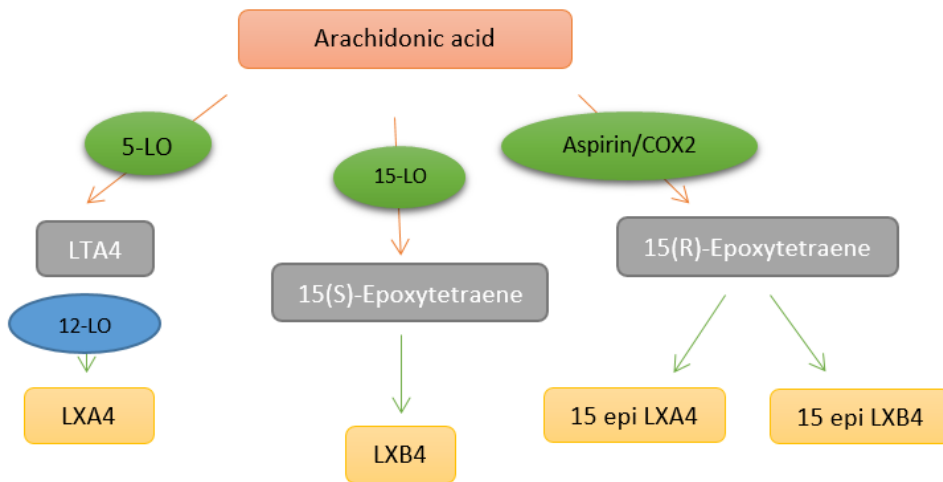 Arachidonic acid
5-LO
15-LO
Aspirin/COX2
LTA4
15(S)-Epoxytetraene
15(R)-Epoxytetraene
12-LO
LXA4
LXB4
15 epi LXA4
15 epi LXB4